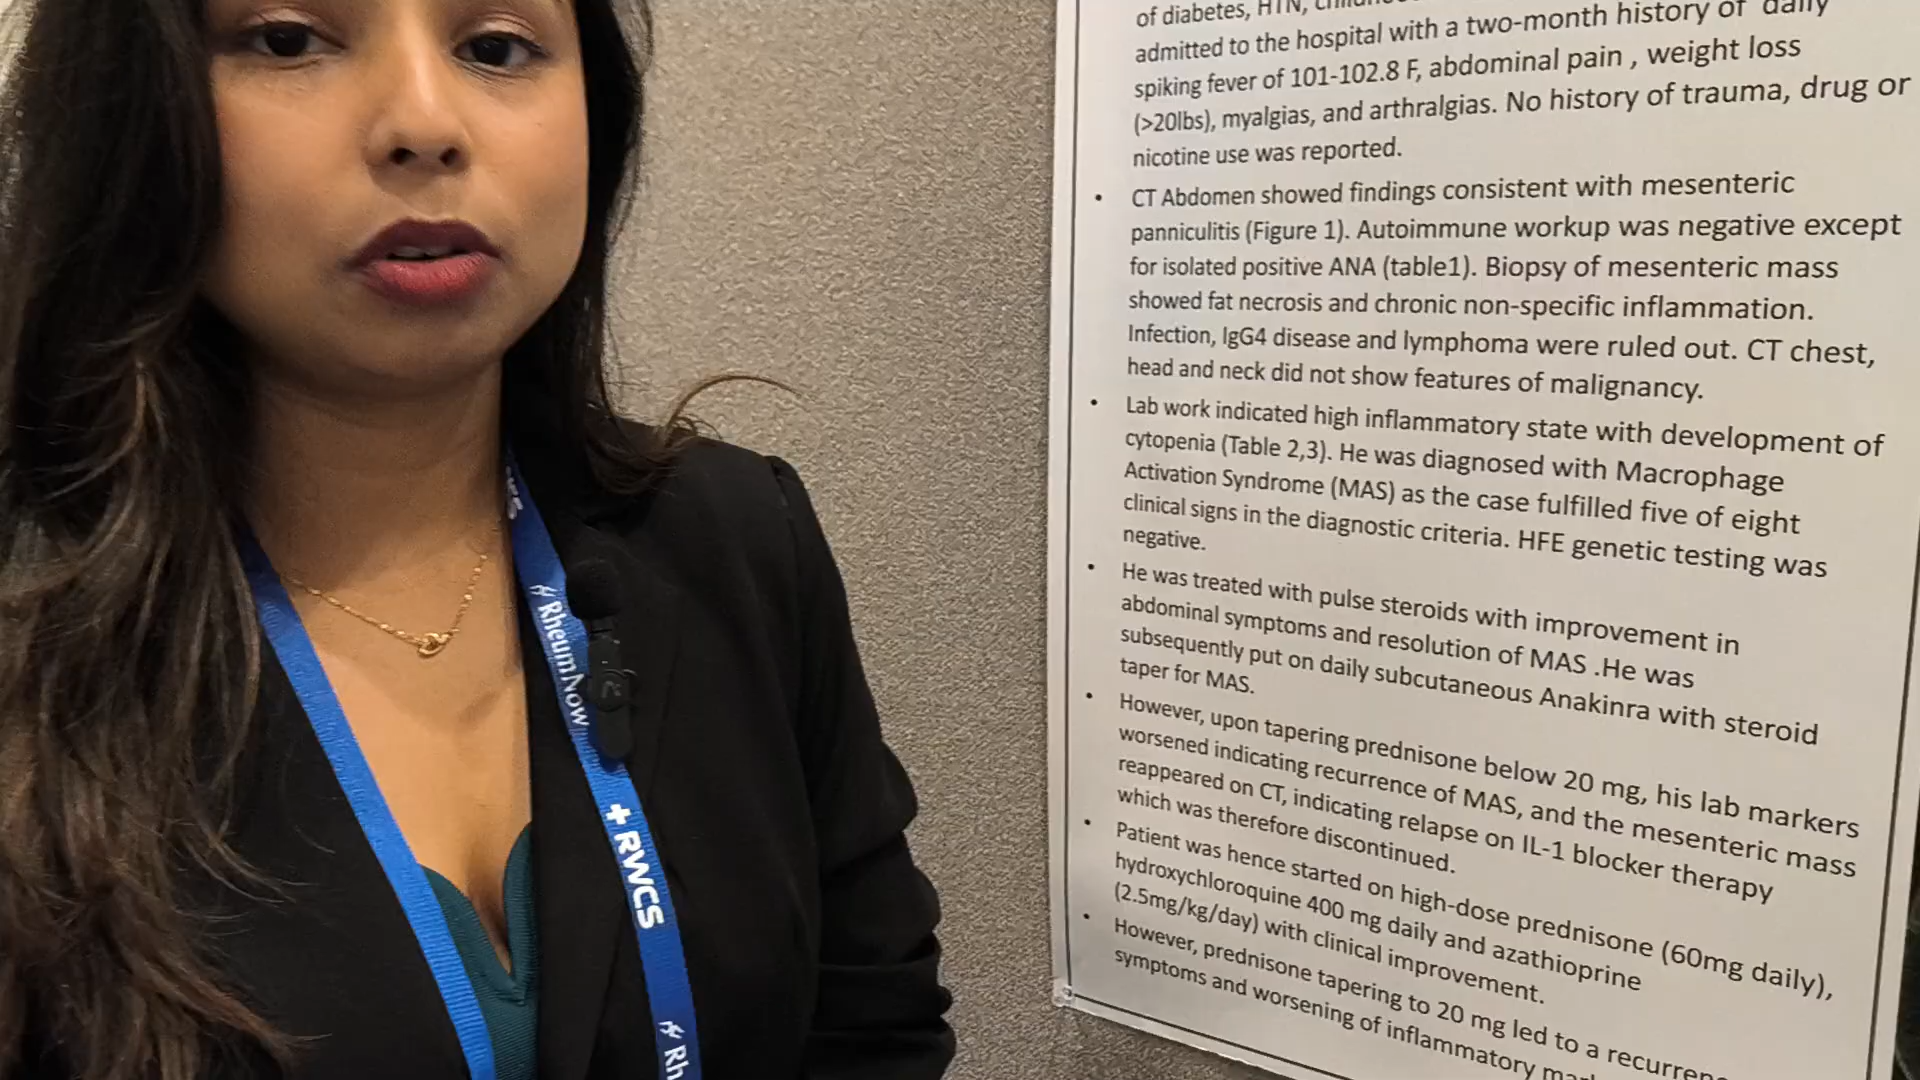 of diabetes, HTN,
admitted to the hospital with a two-month history of daily
spiking fever of 101-102.8 F, abdominal pain , weight loss
(>20lbs), myalgias, and arthralgias. No history of trauma, drug or
nicotine use was reported.
• CT Abdomen showed findings consistent with mesenteric
panniculitis (Figure 1). Autoimmune workup was negative except
for isolated positive ANA (table1). Biopsy of mesenteric mass
showed fat necrosis and chronic non-specific inflammation.
Infection, IgG4 disease and lymphoma were ruled out. CT chest,
head and neck did not show features of malignancy.
• Lab work indicated high inflammatory state with development of
cytopenia (Table 2,3). He was diagnosed with Macrophage
Activation Syndrome (MAS) as the case fulfilled five of eight
clinical signs in the diagnostic criteria. HFE genetic testing was
negative.
• He was treated with pulse steroids with improvement in
abdominal symptoms and resolution of MAS .He was
subsequently put on daily subcutaneous Anakinra with steroid
taper for MAS.
• However, upon tapering prednisone below 20 mg, his lab markers
worsened indicating recurrence of MAS, and the mesenteric mass
reappeared on CT, indicating relapse on IL-1 blocker therapy
which was therefore discontinued.
• Patient was hence started on high-dose prednisone (60mg daily),
hydroxychloroquine 400 mg daily and azathioprine
(2.5mg/kg/day) with clinical improvement.
• However, prednisone tapering to 20 mg led to a
symptoms and worsening of inflammatory
RheumNow
+RWCS
Rh